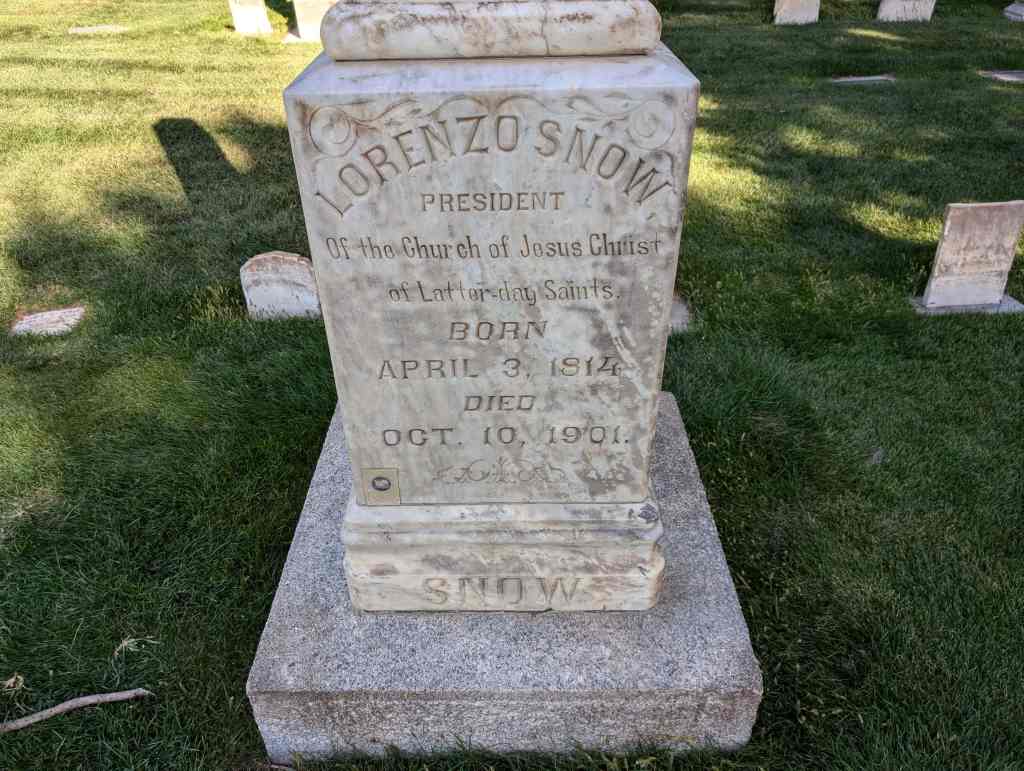 LORENZO SNOW,
PRESIDENT
Of the Church of Jesus Christ
of Latter-day Saints.
BORN
APRIL 3, 1814
DIED
OCT. 10, 1901.
SNOW